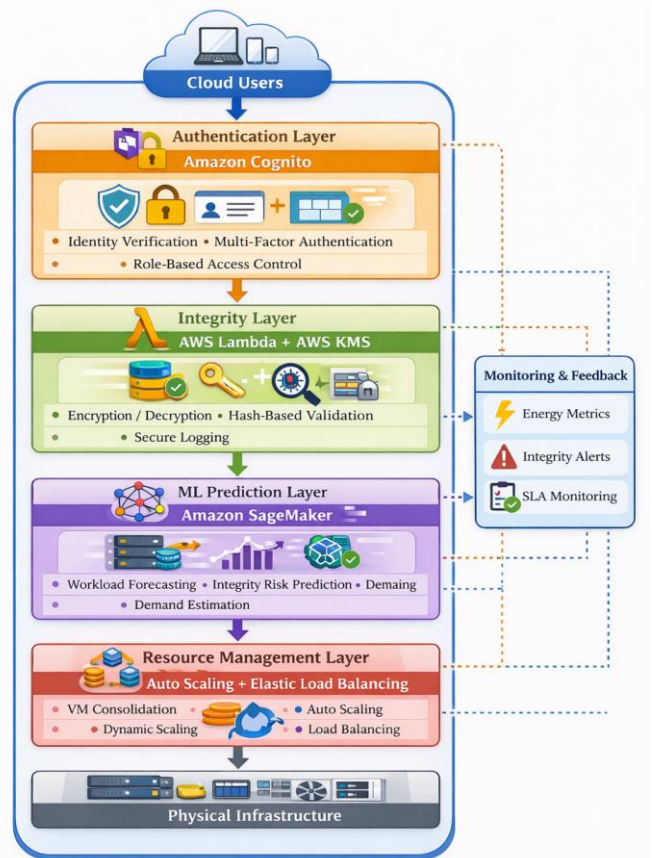 Cloud Users
Authentication Layer
Amazon Cognito
• Identity Verification • Multi-Factor Authentication
• • Role-Based Access Control
Integrity Layer
AWS Lambda + AWS KMS
• Encryption / Decryption • Hash-Based Validation
• • Secure Logging
ML Prediction Layer
Amazon SageMaker
• Workload Forecasting • Integrity Risk Prediction • Demaing
• • Demand Estimation
Resource Management Layer
Auto Scaling + Elastic Load Balancing
• VM Consolidation • • Auto Scaling
• • Dynamic Scaling • • Load Balancing
Physical Infrastructure
Monitoring & Feedback
Energy Metrics
Integrity Alerts
SLA Monitoring